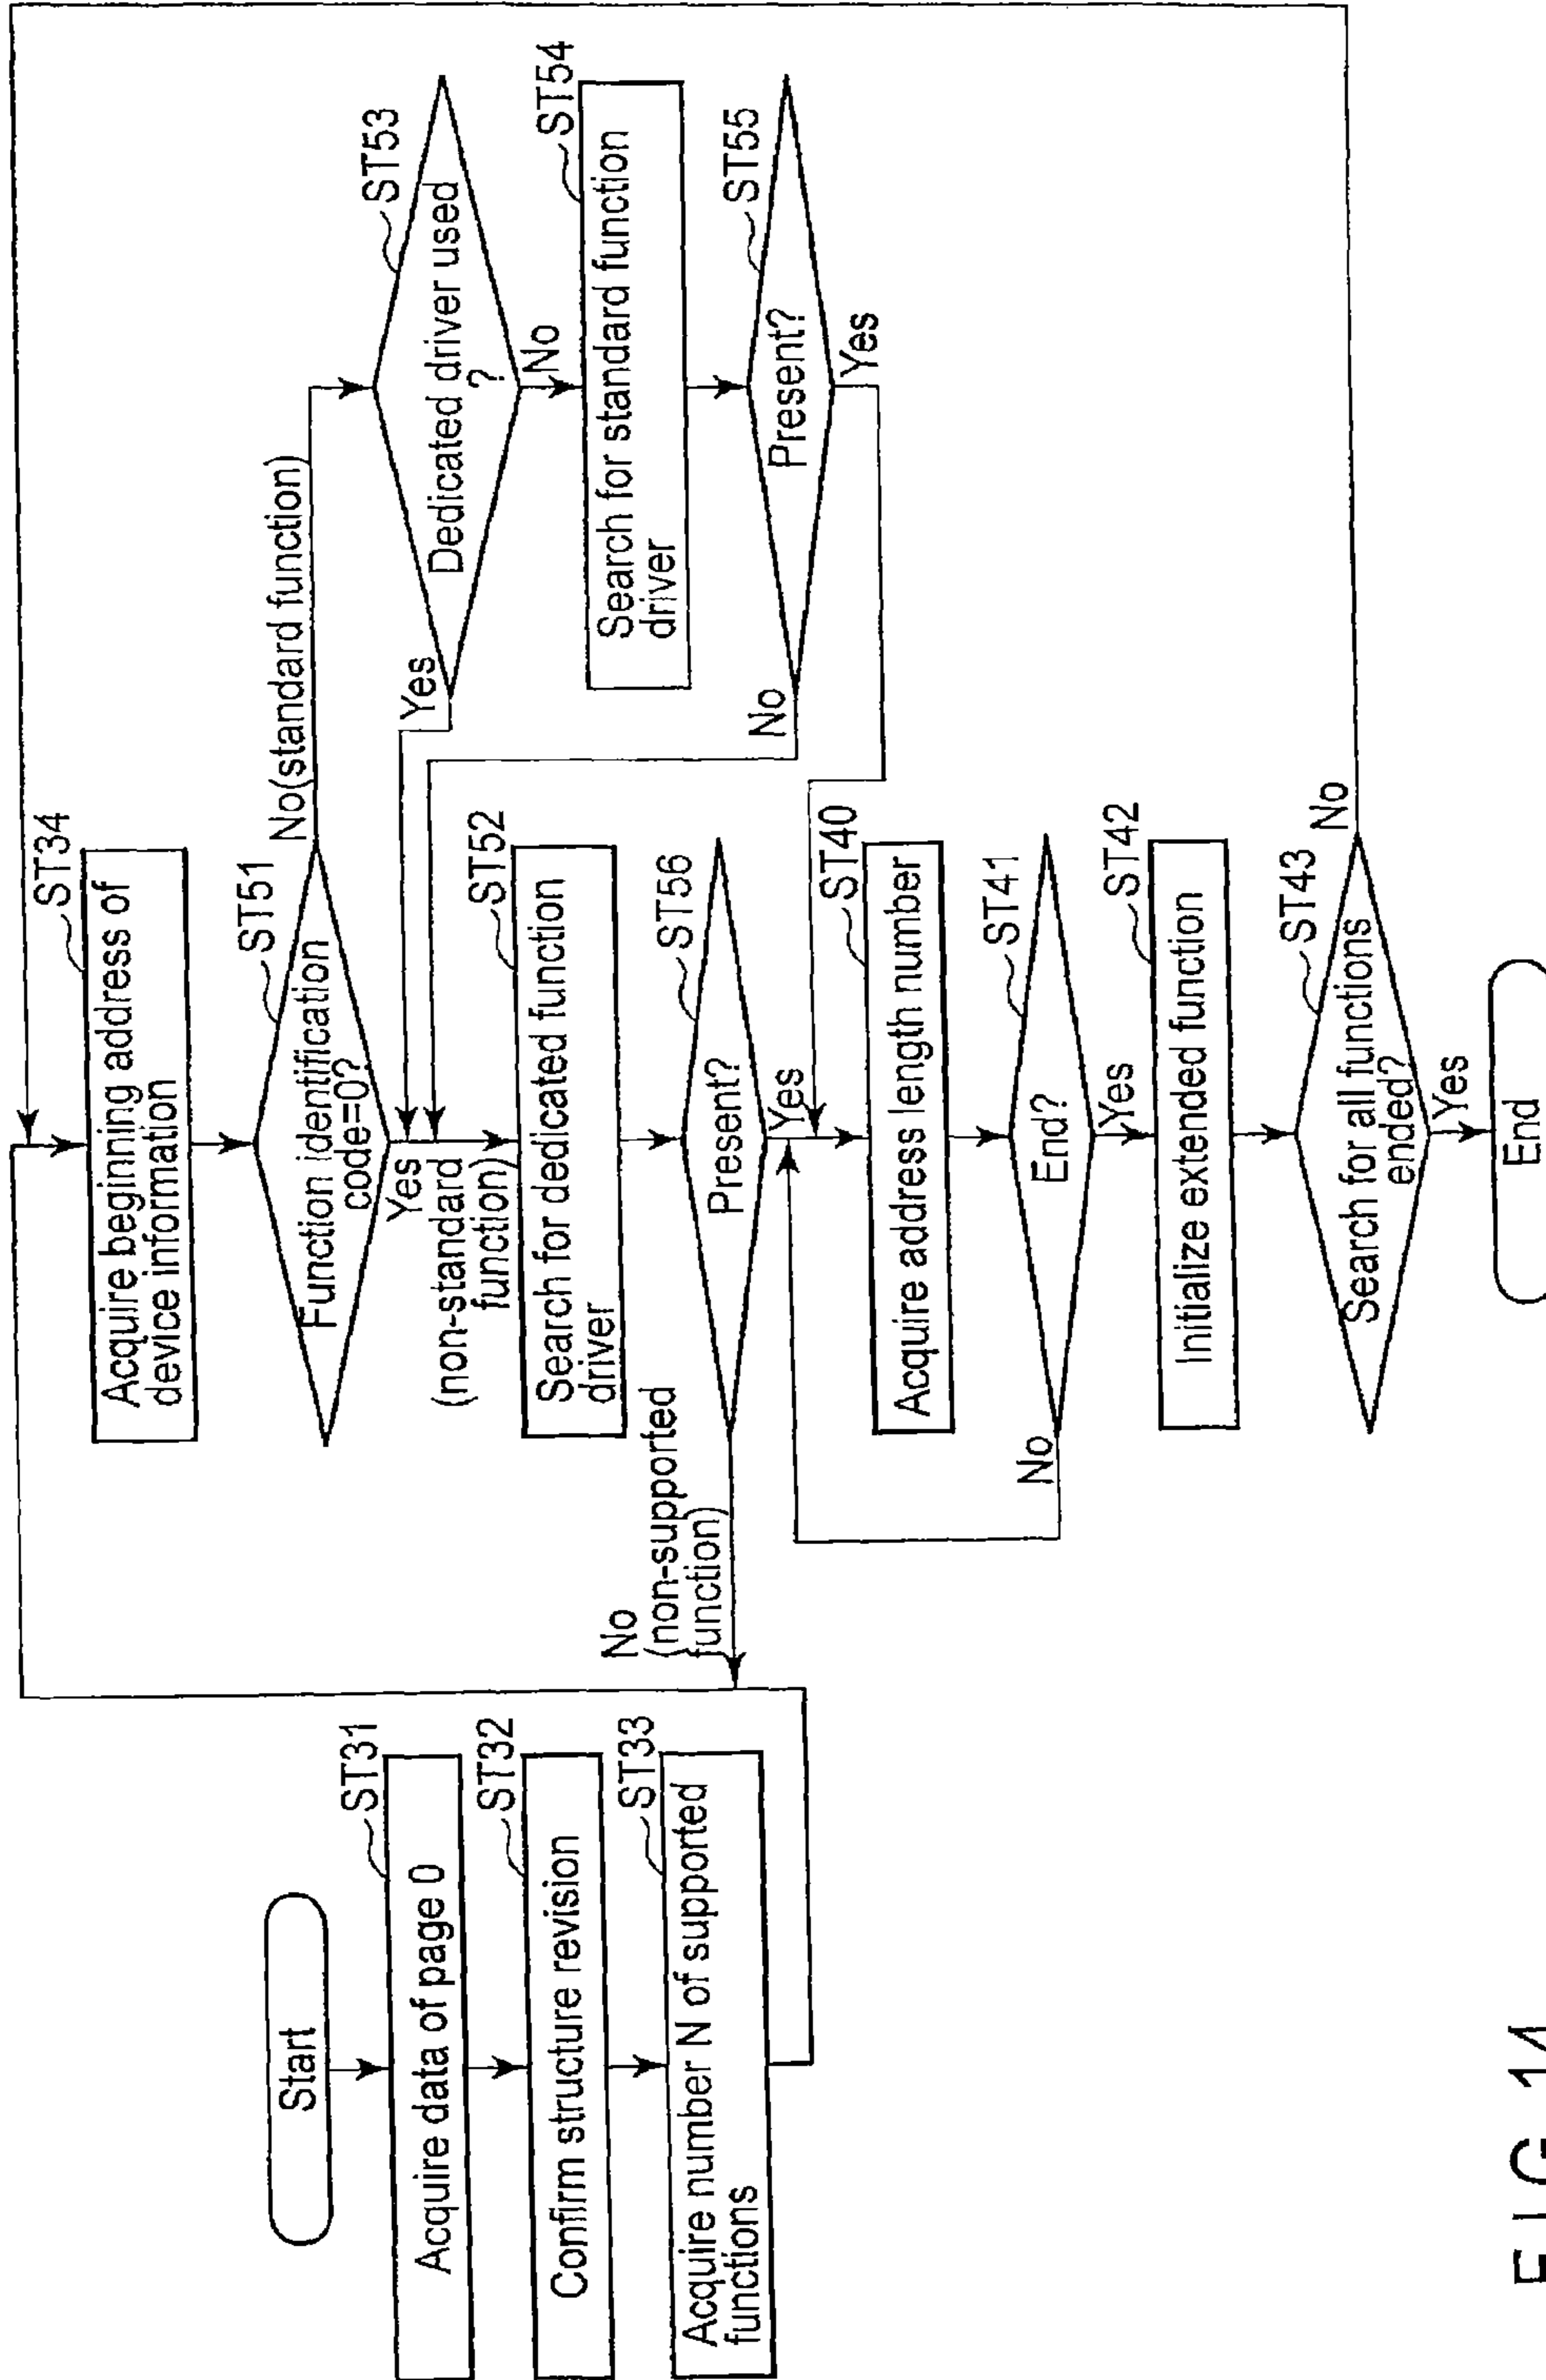 Start
ST31
Acquire data of page 0
ST32
Confirm structure revision
ST33
Acquire number N of supported
functions
ST34
Acquire beginning address of
device information
ST51
Function identification
code=0?
No(standard function)
Yes
(non-standard
function)
ST53
Dedicated driver used
?
Yes
No
ST54
Search for standard function
driver
ST55
Present?
No
Yes
ST52
Search for dedicated function
driver
ST56
Present?
No
(non-supported
function)
Yes
ST40
Acquire address length number
ST41
End?
No
Yes
ST42
Initialize extended function
ST43
Search for all functions
ended?
No
Yes
End
FIG. 14